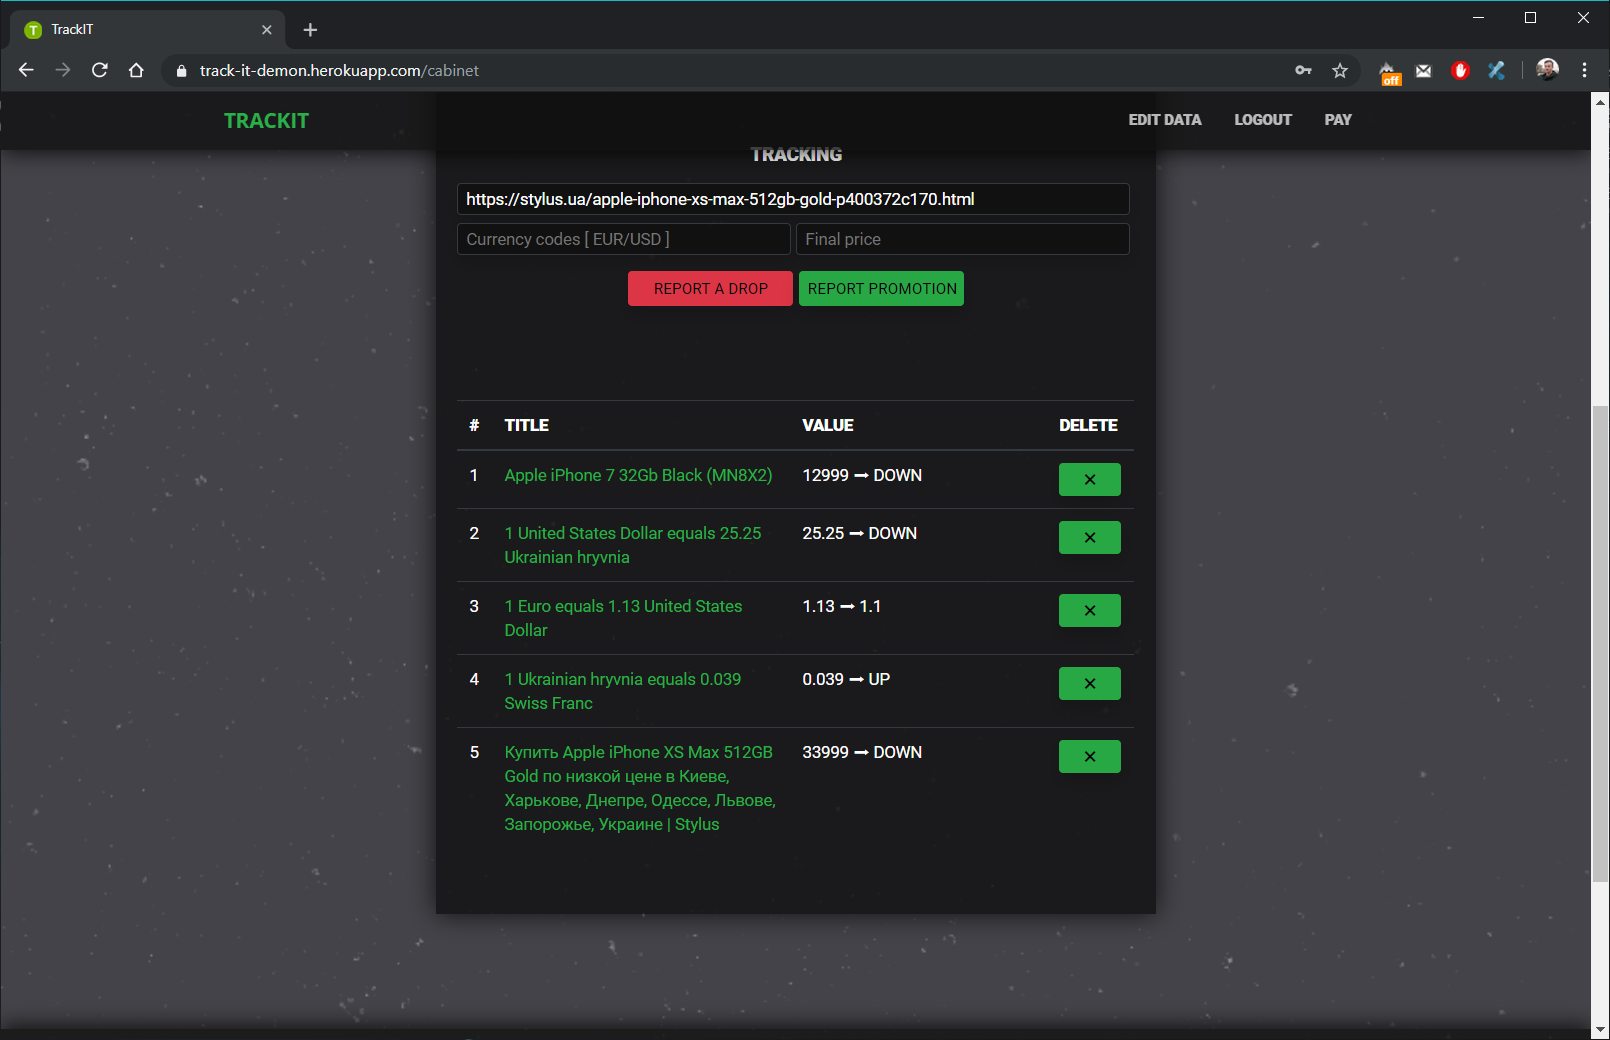 TrackIT
track-it-demon.herokuapp.com/cabinet
off
TRACKIT
EDIT DATA
LOGOUT
PAY
TRACKING
https://stylus.ua/apple-iphone-xs-max-512gb-gold-p400372c170.html
Currency codes [ EUR/USD ]
Final price
REPORT A DROP
REPORT PROMOTION
# TITLE VALUE DELETE
1 Apple iPhone 7 32Gb Black (MN8X2) 12999 ➞ DOWN ✕
2 1 United States Dollar equals 25.25 25.25 ➞ DOWN ✕
Ukrainian hryvnia
3 1 Euro equals 1.13 United States 1.13 ➞ 1.1 ✕
Dollar
4 1 Ukrainian hryvnia equals 0.039 0.039 ➞ UP ✕
Swiss Franc
5 Купить Apple iPhone XS Max 512GB 33999 ➞ DOWN ✕
Gold по низкой цене в Киеве,
Харькове, Днепре, Одессе, Львове,
Запорожье, Украине | Stylus